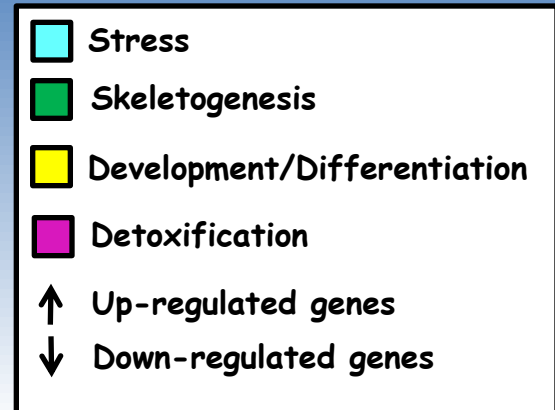 Stress
Skeletogenesis
Development/Differentiation
Detoxification
Up-regulated genes
Down-regulated genes